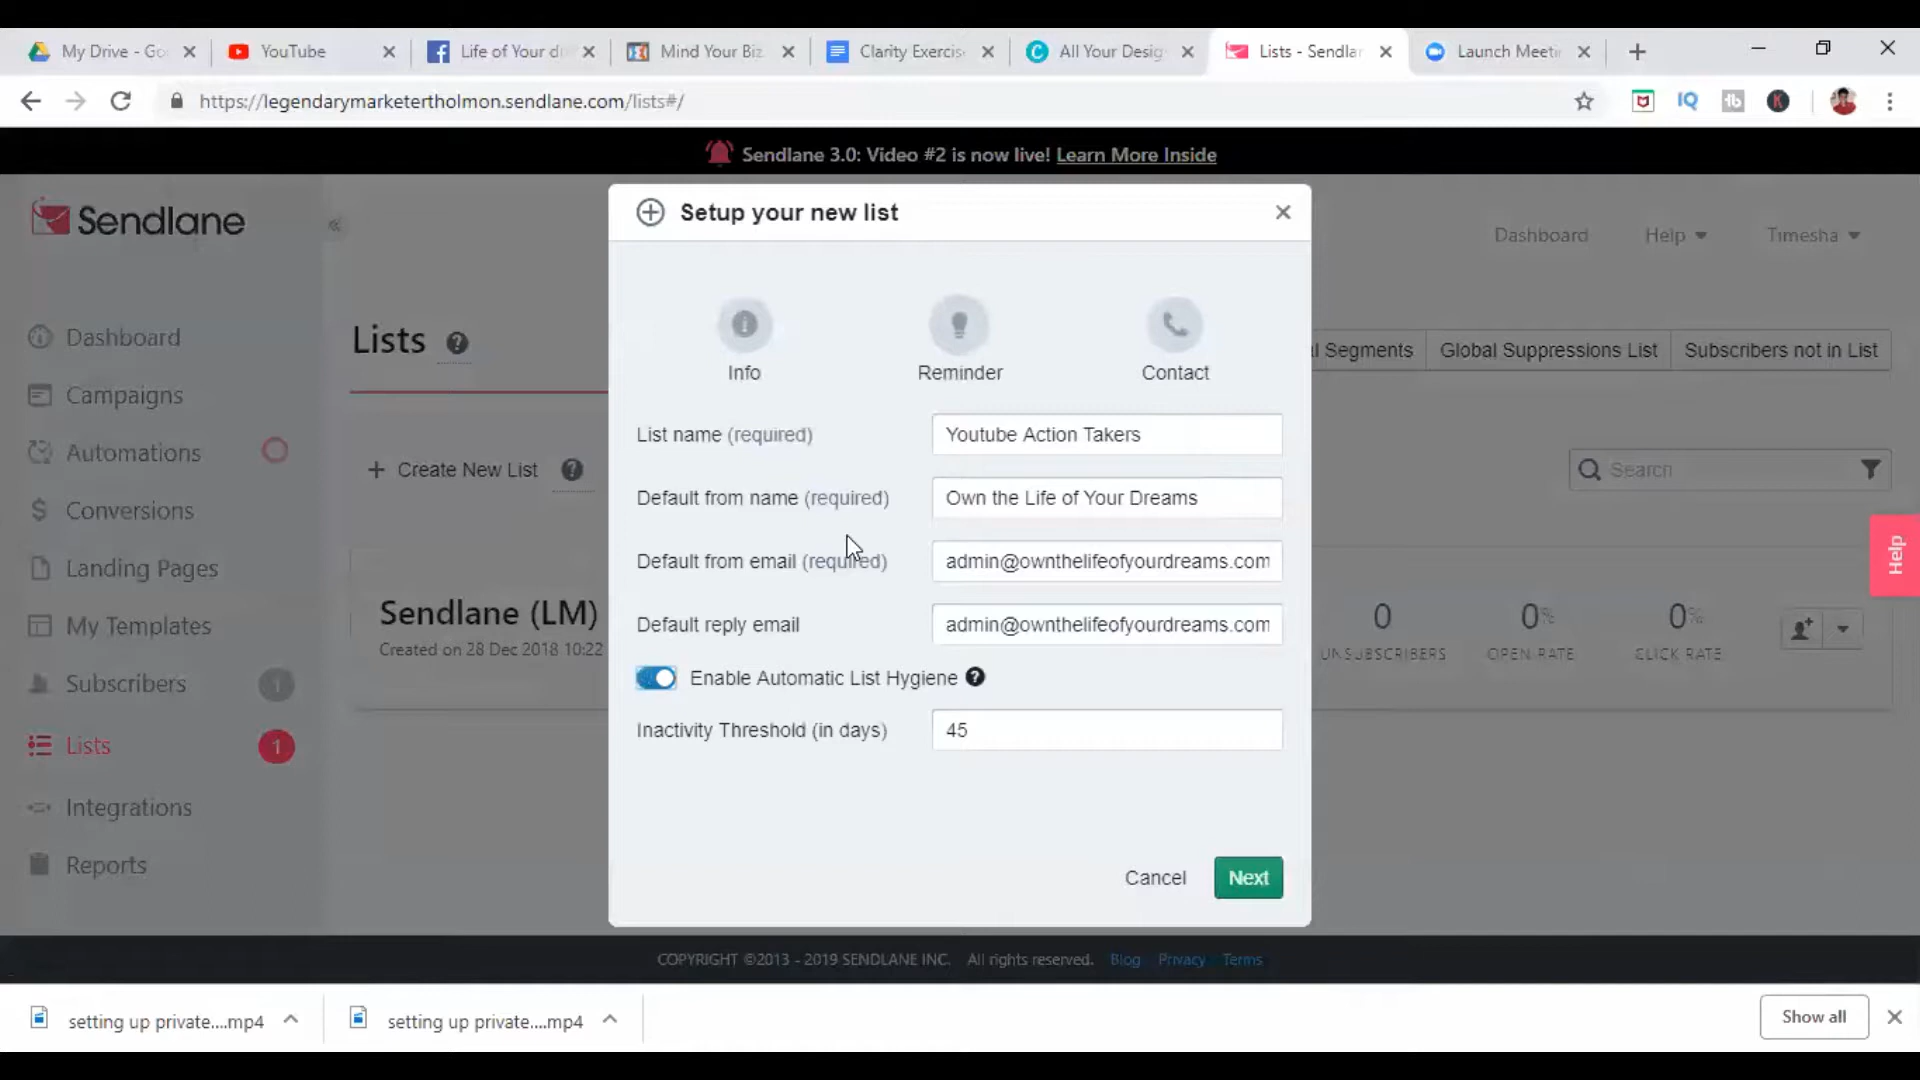 My Drive - Go
YouTube
Life of Your d
Mind Your Biz
Clarity Exercis
All Your Desig
Lists - Sendlar
Launch Meeti
https://legendarymarketertholmon.sendlane.com/lists#/
IQ
tb
K
Sendlane 3.0: Video #2 is now live! Learn More Inside
Sendlane
Setup your new list
Dashboard
Help
Timesha
Dashboard
Campaigns
Automations
Conversions
Landing Pages
My Templates
Subscribers 1
Lists 1
Integrations
Reports
Lists ?
l Segments
Global Suppressions List
Subscribers not in List
+ Create New List ?
Search
Info
Reminder
Contact
List name (required)
Youtube Action Takers
Default from name (required)
Own the Life of Your Dreams
Default from email (required)
admin@ownthelifeofyourdreams.com
Default reply email
admin@ownthelifeofyourdreams.com
Enable Automatic List Hygiene ?
Inactivity Threshold (in days)
45
Cancel
Next
Sendlane (LM)
Created on 28 Dec 2018 10:22
0
UNSUBSCRIBERS
0%
OPEN RATE
0%
CLICK RATE
Help
COPYRIGHT ©2013 - 2019 SENDLANE INC. All rights reserved. Blog Privacy Terms
setting up private....mp4
setting up private....mp4
Show all